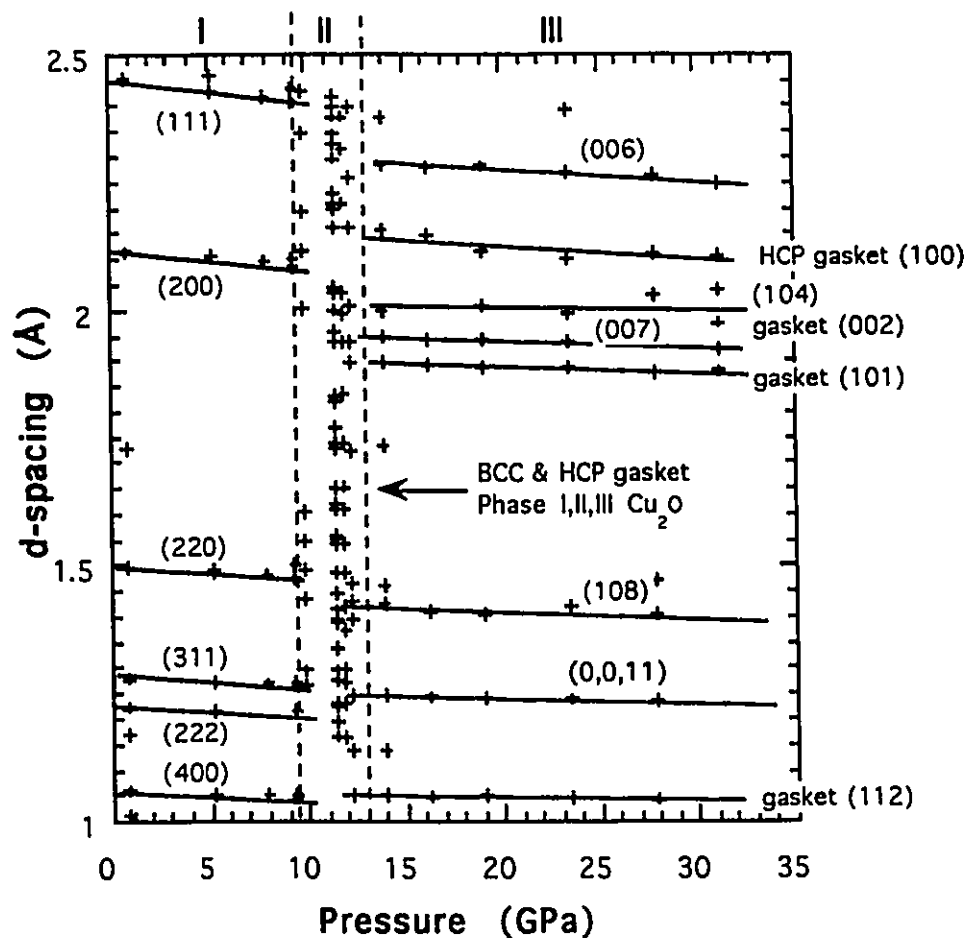 I II III
2.5
(111)
(006)
(200)
HCP gasket (100)
(104)
2
(007)
gasket (002)
gasket (101)
d-spacing (Å)
BCC & HCP gasket
Phase I,II,III Cu₂O
(220)
1.5
(108)
(311)
(0,0,11)
(222)
(400)
gasket (112)
1
0 5 10 15 20 25 30 35
Pressure (GPa)